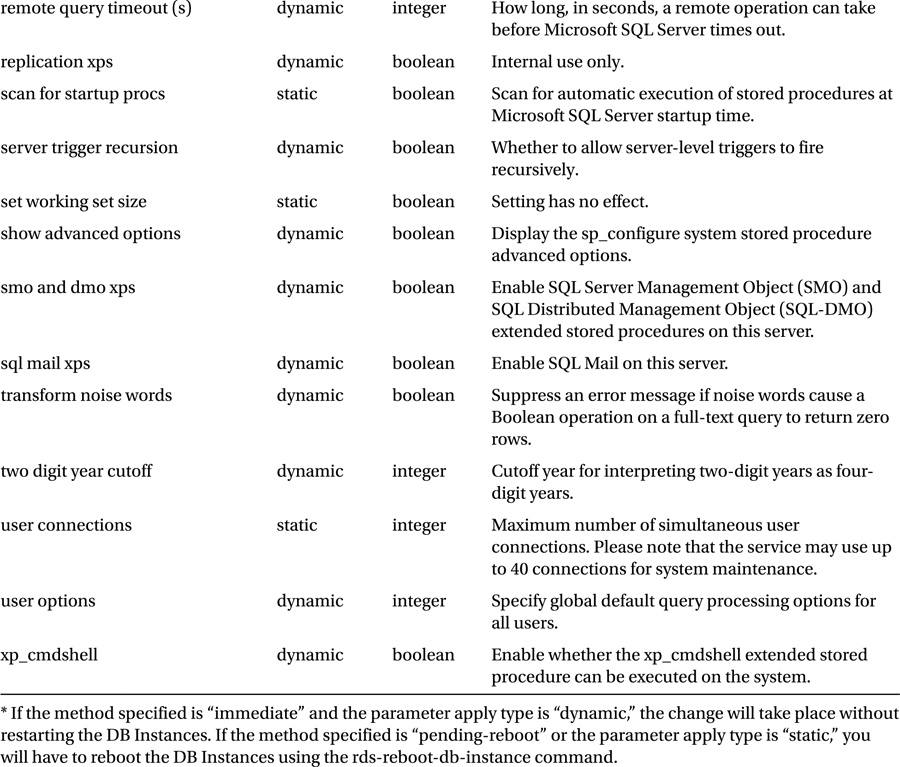 remote query timeout (s) dynamic integer How long, in seconds, a remote operation can take
before Microsoft SQL Server times out.
replication xps dynamic boolean Internal use only.
scan for startup procs static boolean Scan for automatic execution of stored procedures at
Microsoft SQL Server startup time.
server trigger recursion dynamic boolean Whether to allow server-level triggers to fire
recursively.
set working set size static boolean Setting has no effect.
show advanced options dynamic boolean Display the sp_configure system stored procedure
advanced options.
smo and dmo xps dynamic boolean Enable SQL Server Management Object (SMO) and
SQL Distributed Management Object (SQL-DMO)
extended stored procedures on this server.
sql mail xps dynamic boolean Enable SQL Mail on this server.
transform noise words dynamic boolean Suppress an error message if noise words cause a
Boolean operation on a full-text query to return zero
rows.
two digit year cutoff dynamic integer Cutoff year for interpreting two-digit years as four-
digit years.
user connections static integer Maximum number of simultaneous user
connections. Please note that the service may use up
to 40 connections for system maintenance.
user options dynamic integer Specify global default query processing options for
all users.
xp_cmdshell dynamic boolean Enable whether the xp_cmdshell extended stored
procedure can be executed on the system.
* If the method specified is “immediate” and the parameter apply type is “dynamic,” the change will take place without
restarting the DB Instances. If the method specified is “pending-reboot” or the parameter apply type is “static,” you
will have to reboot the DB Instances using the rds-reboot-db-instance command.